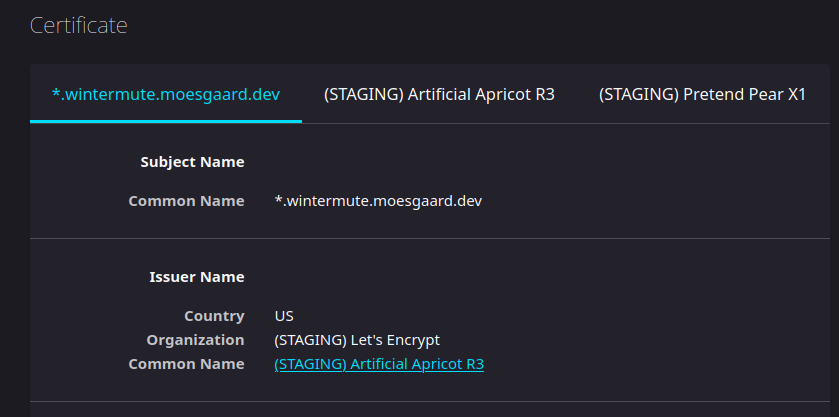 Certificate
*.wintermute.moesgaard.dev (STAGING) Artificial Apricot R3 (STAGING) Pretend Pear X1
Subject Name
Common Name *.wintermute.moesgaard.dev
Issuer Name
Country US
Organization (STAGING) Let's Encrypt
Common Name (STAGING) Artificial Apricot R3